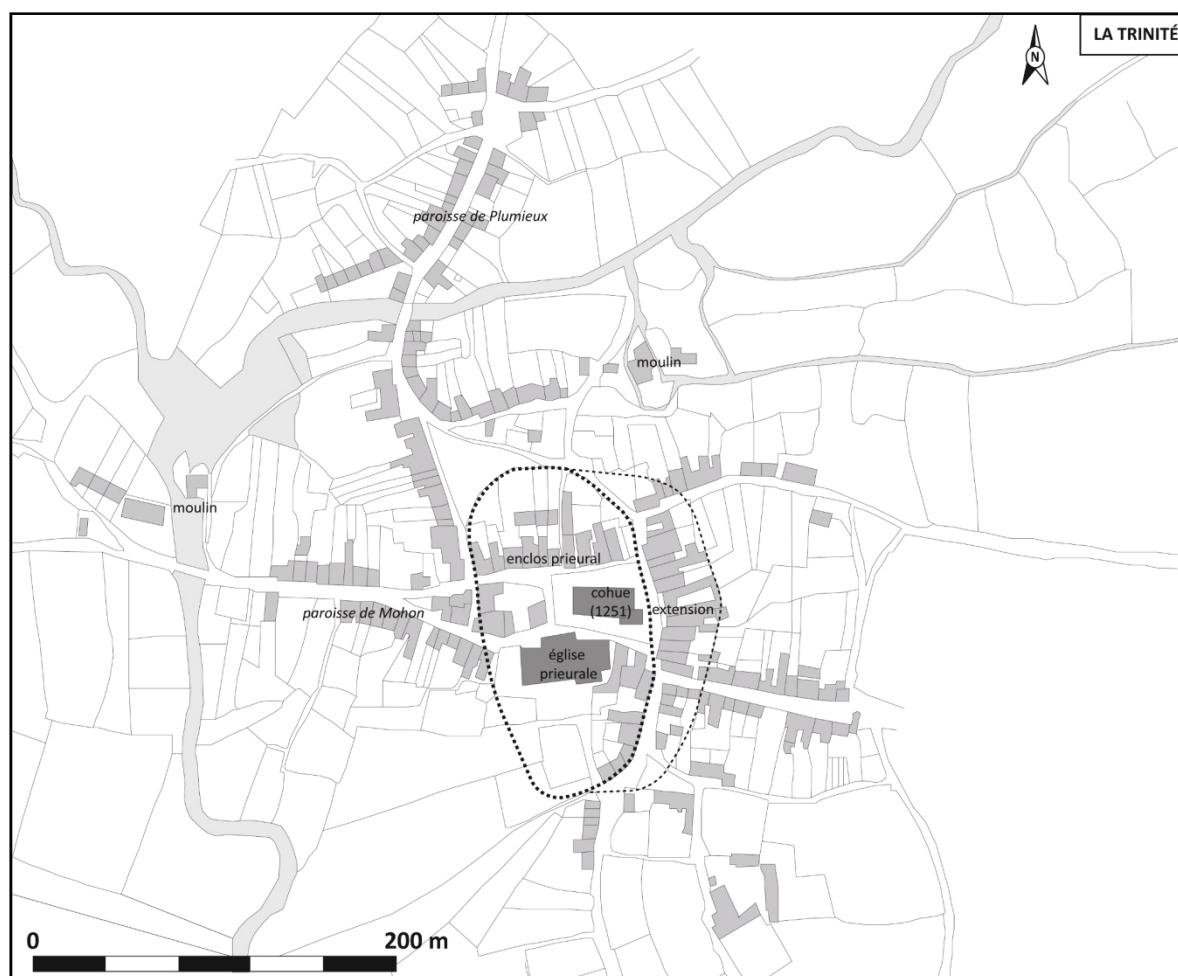 LA TRINITÉ
N
paroisse de Plumieux
moulin
moulin
enclos prieural
cohue
(1251)
extension
paroisse de Mohon
église
prieurale
0
200 m